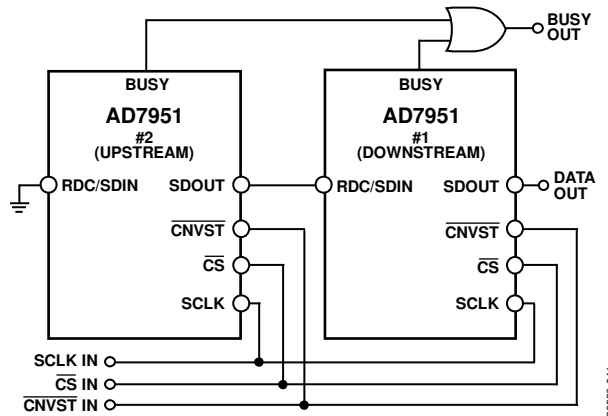 BUSY
OUT
BUSY
BUSY
AD7951
#2
(UPSTREAM)
AD7951
#1
(DOWNSTREAM)
RDC/SDIN
SDOUT
RDC/SDIN
SDOUT
DATA
OUT
CNVST
CNVST
CS
CS
SCLK
SCLK
SCLK IN
CS IN
CNVST IN